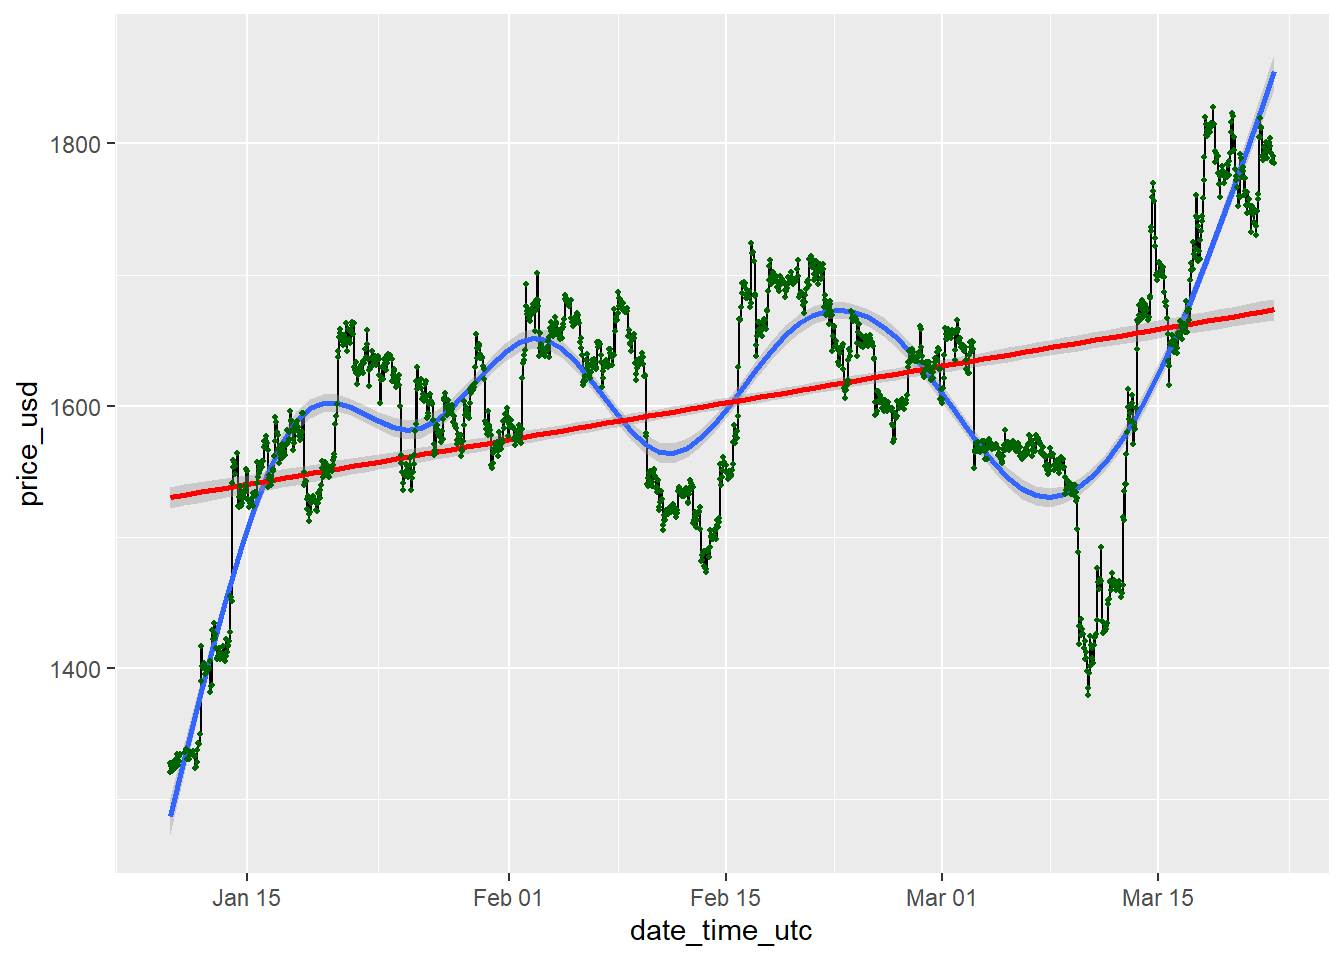 price_usd
1800
1600
1400
Jan 15
Feb 01
Feb 15
Mar 01
Mar 15
date_time_utc